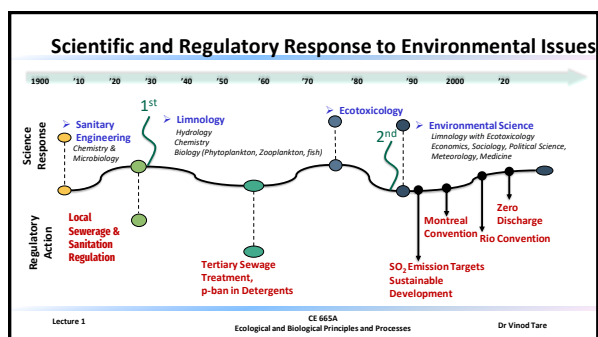 Scientific and Regulatory Response to Environmental Issues
1900 '10 '20 '30 '40 '50 '60 '70 '80 '90 2000 '20
Science
Response
➢ Sanitary
Engineering
Chemistry &
Microbiology
1st
➢ Limnology
Hydrology
Chemistry
Biology (Phytoplankton, Zooplankton, fish)
➢ Ecotoxicology
2nd
➢ Environmental Science
Limnology with Ecotoxicology
Economics, Sociology, Political Science,
Meteorology, Medicine
Regulatory
Action
Local
Sewerage &
Sanitation
Regulation
Tertiary Sewage
Treatment,
p-ban in Detergents
SO2 Emission Targets
Sustainable
Development
Montreal
Convention
Rio Convention
Zero
Discharge
Lecture 1
CE 665A
Ecological and Biological Principles and Processes
Dr Vinod Tare